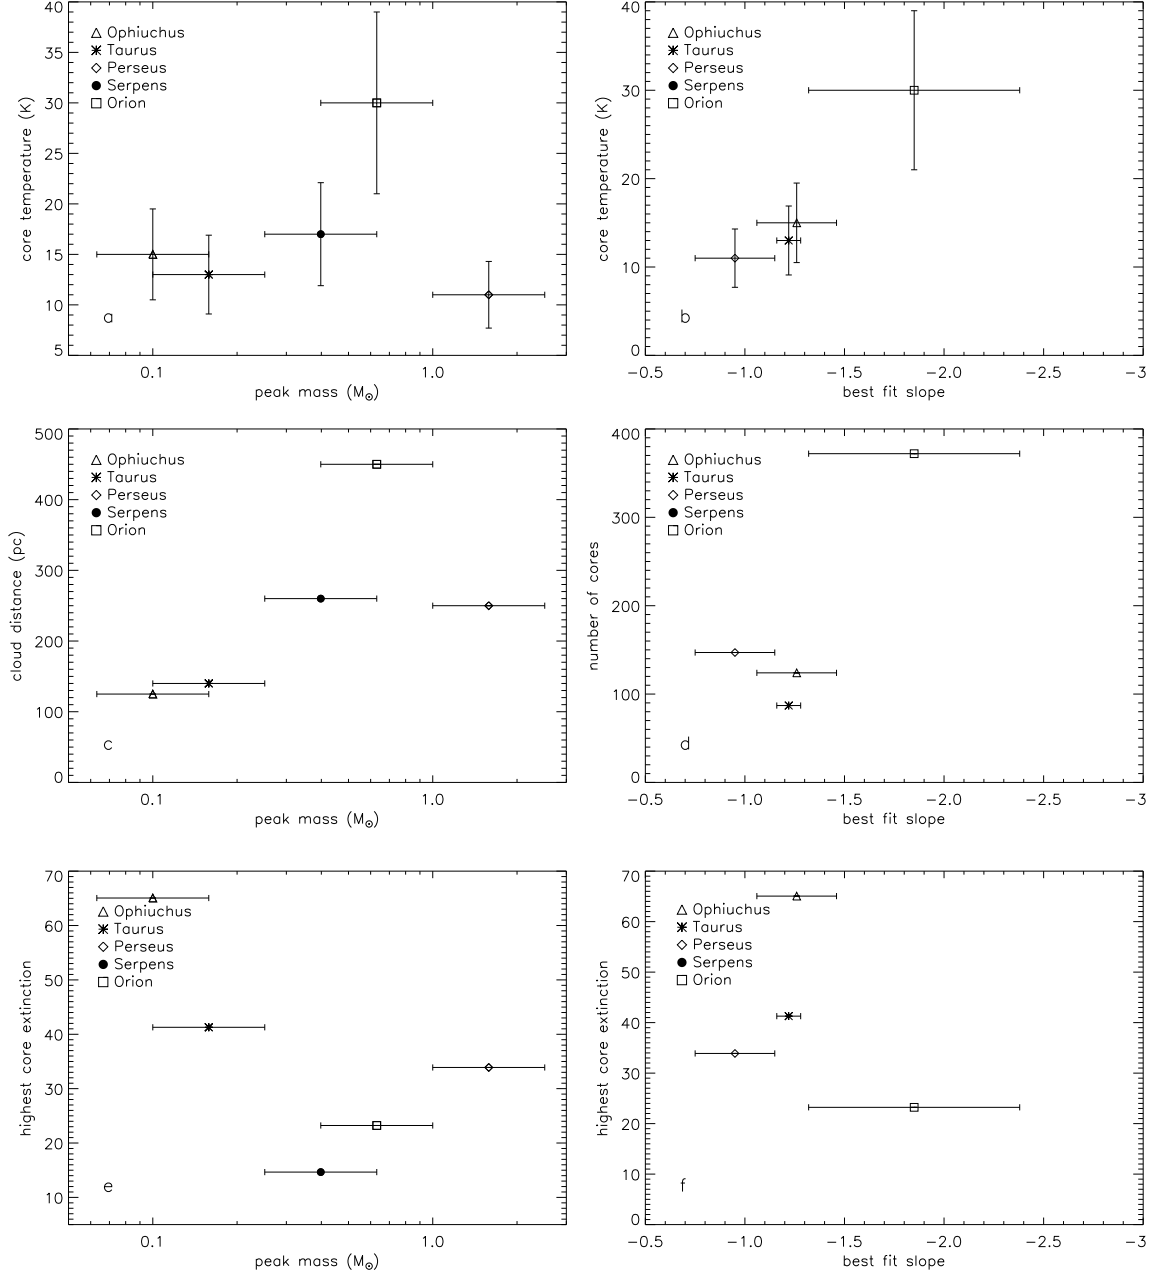 40
35
30
25
20
15
10
5
core temperature (K)
Ophiuchus
Taurus
Perseus
Serpens
Orion
a
0.1 1.0
peak mass (M⊙)
40
30
20
10
0
core temperature (K)
Ophiuchus
Taurus
Perseus
Serpens
Orion
b
−0.5 −1.0 −1.5 −2.0 −2.5 −3
best fit slope
500
400
300
200
100
0
cloud distance (pc)
Ophiuchus
Taurus
Perseus
Serpens
Orion
c
0.1 1.0
peak mass (M⊙)
400
300
200
100
0
number of cores
Ophiuchus
Taurus
Perseus
Serpens
Orion
d
−0.5 −1.0 −1.5 −2.0 −2.5 −3
best fit slope
70
60
50
40
30
20
10
highest core extinction
Ophiuchus
Taurus
Perseus
Serpens
Orion
e
0.1 1.0
peak mass (M⊙)
70
60
50
40
30
20
10
0
highest core extinction
Ophiuchus
Taurus
Perseus
Serpens
Orion
f
−0.5 −1.0 −1.5 −2.0 −2.5 −3
best fit slope